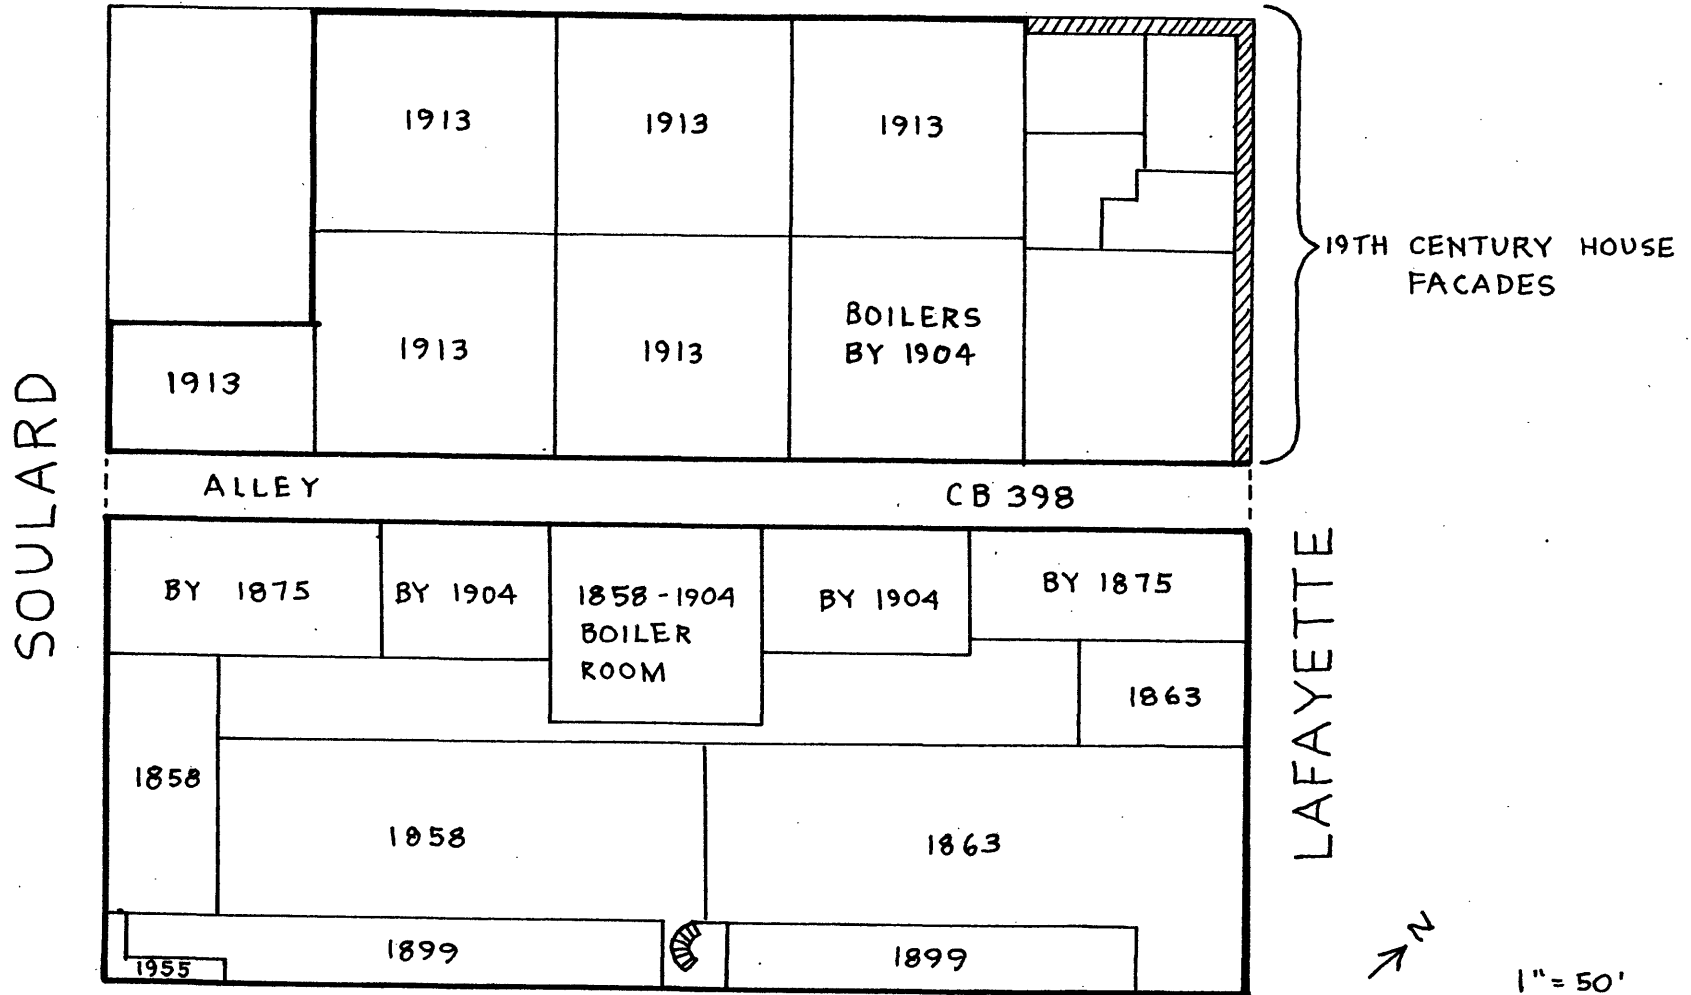 1913
1913
1913
19TH CENTURY HOUSE
FACADES
BOILERS
BY 1904
1913
1913
1913
SOULARD
ALLEY
CB 398
LAFAYETTE
BY 1875
BY 1904
1858-1904
BOILER
ROOM
BY 1904
BY 1875
1863
1858
1858
1863
1899
1899
1955
N
1"=50'